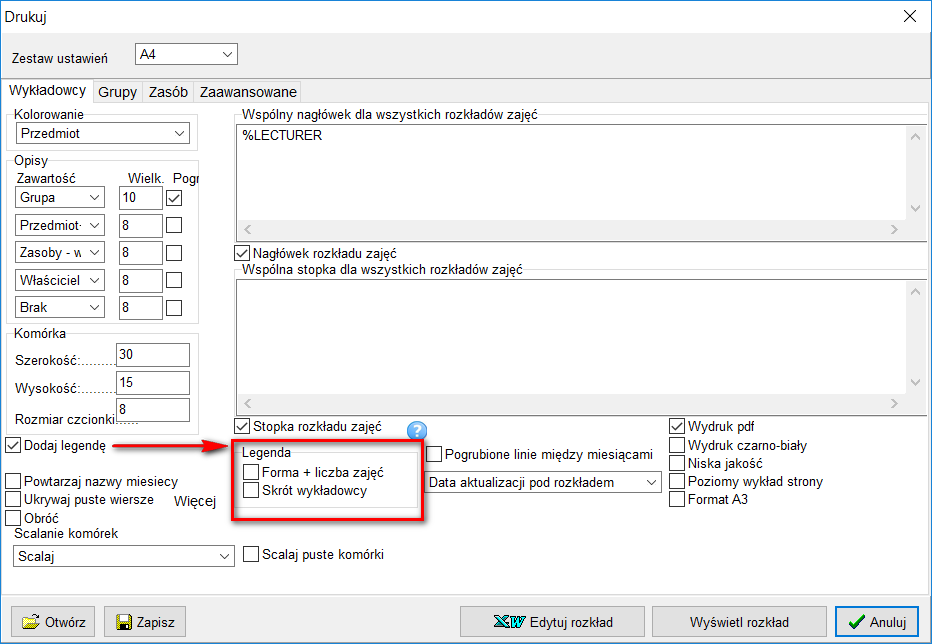 Drukuj
Zestaw ustawień A4
Wykładowcy Grupy Zasób Zaawansowane
Kolorowanie
Przedmiot
Opisy
Zawartość Wielk. Pogr
Grupa 10
Przedmiot- 8
Zasoby - w 8
Właściciel 8
Brak 8
Komórka
Szerokość:........ 30
Wysokość:........ 15
Rozmiar czcionki...... 8
Dodaj legendę
Powtarzaj nazwy miesiecy
Ukrywaj puste wiersze Więcej
Obróć
Scalanie komórek
Scalaj
Scalaj puste komórki
Wspólny nagłówek dla wszystkich rozkładów zajęć
%LECTURER
Nagłówek rozkładu zajęć
Wspólna stopka dla wszystkich rozkładów zajęć
Stopka rozkładu zajęć ?
Legenda
Forma + liczba zajęć
Skrót wykładowcy
Pogrubione linie między miesiącami
Data aktualizacji pod rozkładem
Wydruk pdf
Wydruk czarno-biały
Niska jakość
Poziomy wykład strony
Format A3
Otwórz Zapisz XW Edytuj rozkład Wyświetl rozkład Anuluj